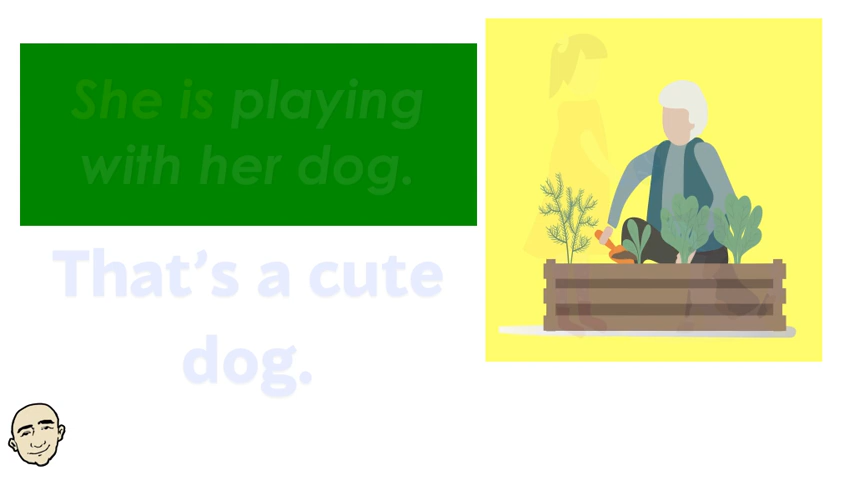 She is playing
with her dog.
That's a cute
dog.